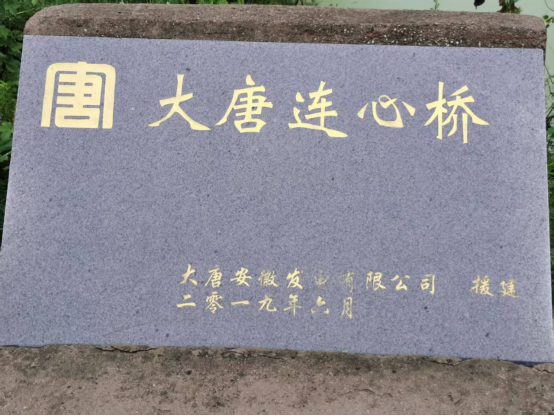 唐 大唐连心桥
大唐安徽发电有限公司 援建
二零一九年六月